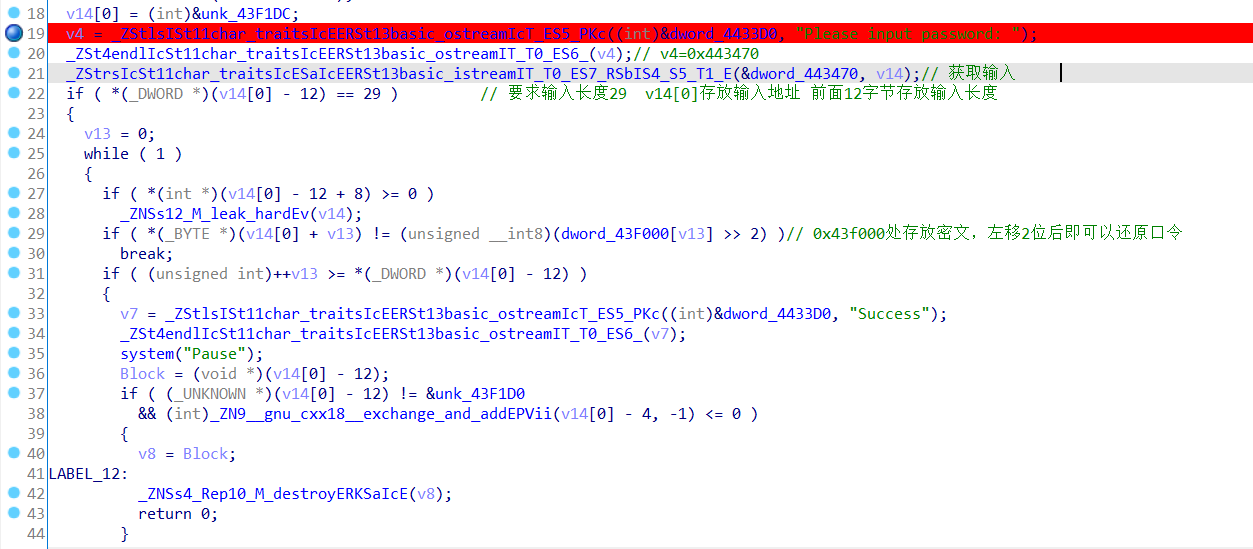 18 v14[0] = (int)&unk_43F1DC;
19 v4 = _ZStlsISt11char_traitsIcEERSt13basic_ostreamIcT_ES5_PKc((int)&dword_4433D0, "Please input password: ");
20 _ZSt4endlIcSt11char_traitsIcEERSt13basic_ostreamIT_T0_ES6_(v4);// v4=0x443470
21 _ZStrsIcSt11char_traitsIcESaIcEERSt13basic_istreamIT_T0_ES7_RSbIS4_S5_T1_E(&dword_443470, v14);// 获取输入
22 if ( *(_DWORD *)(v14[0] - 12) == 29 ) // 要求输入长度29 v14[0]存放输入地址 前面12字节存放输入长度
23 {
24 v13 = 0;
25 while ( 1 )
26 {
27 if ( *(int *)(v14[0] - 12 + 8) >= 0 )
28 _ZNSs12_M_leak_hardEv(v14);
29 if ( *(_BYTE *)(v14[0] + v13) != (unsigned __int8)(dword_43F000[v13] >> 2) )// 0x43f000处存放密文，左移2位后即可以还原口令
30 break;
31 if ( (unsigned int)++v13 >= *(_DWORD *)(v14[0] - 12) )
32 {
33 v7 = _ZStlsISt11char_traitsIcEERSt13basic_ostreamIcT_ES5_PKc((int)&dword_4433D0, "Success");
34 _ZSt4endlIcSt11char_traitsIcEERSt13basic_ostreamIT_T0_ES6_(v7);
35 system("Pause");
36 Block = (void *)(v14[0] - 12);
37 if ( (_UNKNOWN *)(v14[0] - 12) != &unk_43F1D0
38 && (int)_ZN9__gnu_cxx18__exchange_and_addEPVii(v14[0] - 4, -1) <= 0 )
39 {
40 v8 = Block;
41 LABEL_12:
42 _ZNSs4_Rep10_M_destroyERKSaIcE(v8);
43 return 0;
44 }